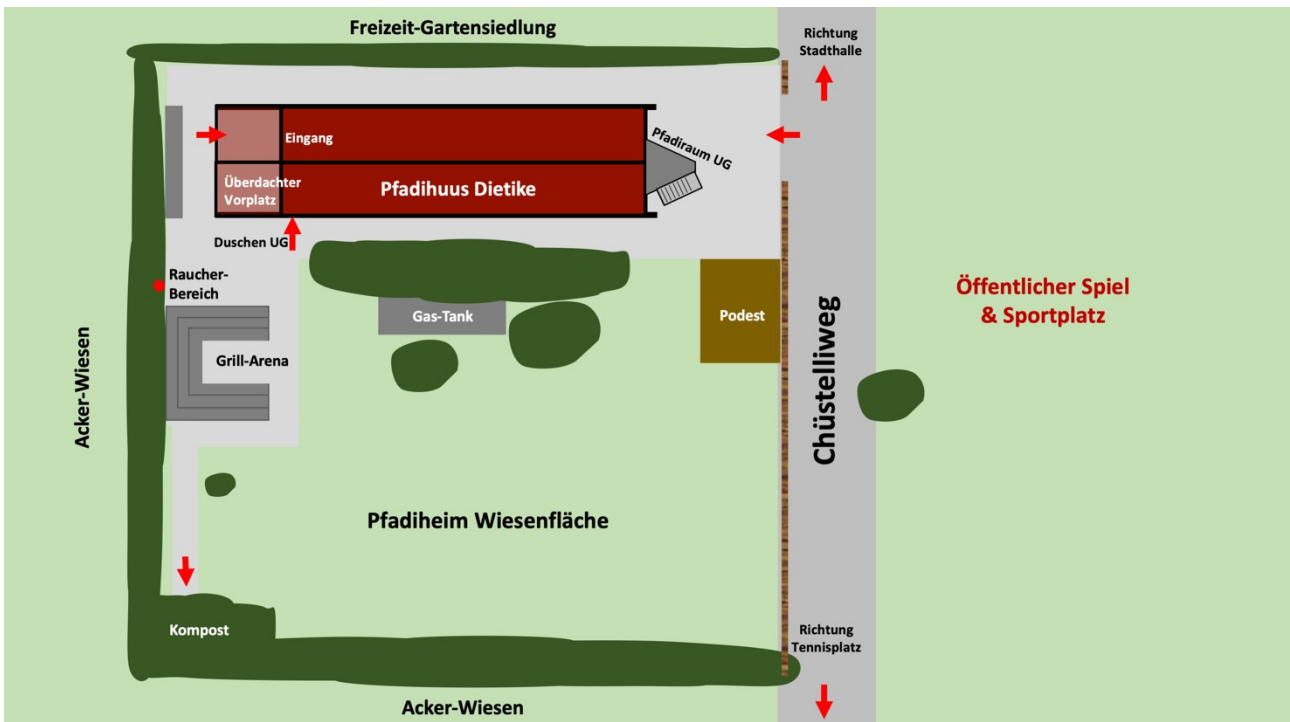 Freizeit-Gartensiedlung
Richtung
Stadthalle
Eingang
Pfadiraum UG
Überdachter
Vorplatz
Pfadihuus Dietike
Duschen UG
Raucher-
Bereich
Gas-Tank
Podest
Öffentlicher Spiel
& Sportplatz
Grill-Arena
Acker-Wiesen
Chüstelliweg
Pfadiheim Wiesenfläche
Kompost
Richtung
Tennisplatz
Acker-Wiesen